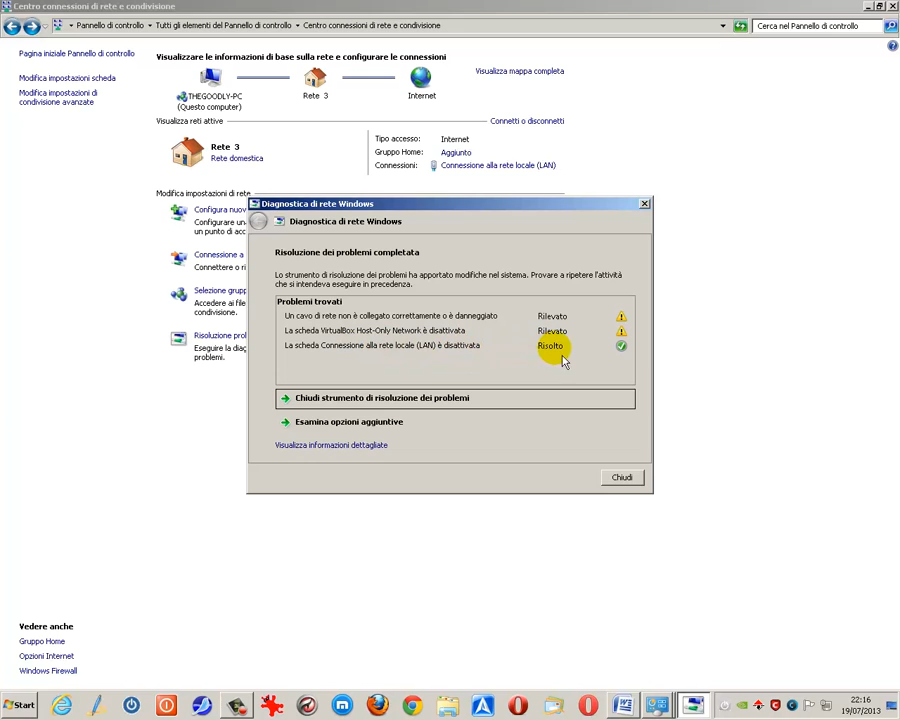 Centro connessioni di rete e condivisione
Pannello di controllo
Tutti gli elementi del Pannello di controllo
Centro connessioni di rete e condivisione
Cerca nel Pannello di controllo
Pagina iniziale Pannello di controllo
Modifica impostazioni scheda
Modifica impostazioni di
condivisione avanzate
Visualizzare le informazioni di base sulla rete e configurare le connessioni
Visualizza mappa completa
THEGOODLY-PC
(Questo computer)
Rete 3
Internet
Visualizza reti attive
Connetti o disconnetti
Rete 3
Rete domestica
Tipo accesso: Internet
Gruppo Home: Aggiunto
Connessioni: Connessione alla rete locale (LAN)
Modifica impostazioni di rete
Configura nuov
Configurare un
un punto di acc
Connessione a
Connettere o ri
Selezione grupp
Accedere ai file
condivisione.
Risoluzione prol
Eseguire la diag
problemi.
Diagnostica di rete Windows
Diagnostica di rete Windows
Risoluzione dei problemi completata
Lo strumento di risoluzione dei problemi ha apportato modifiche nel sistema. Provare a ripetere l'attività
che si intendeva eseguire in precedenza.
Problemi trovati
Un cavo di rete non è collegato correttamente o è danneggiato Rilevato
La scheda VirtualBox Host-Only Network è disattivata Rilevato
La scheda Connessione alla rete locale (LAN) è disattivata Risolto
Chiudi strumento di risoluzione dei problemi
Esamina opzioni aggiuntive
Visualizza informazioni dettagliate
Chiudi
Vedere anche
Gruppo Home
Opzioni Internet
Windows Firewall
Start
22:16
19/07/2013